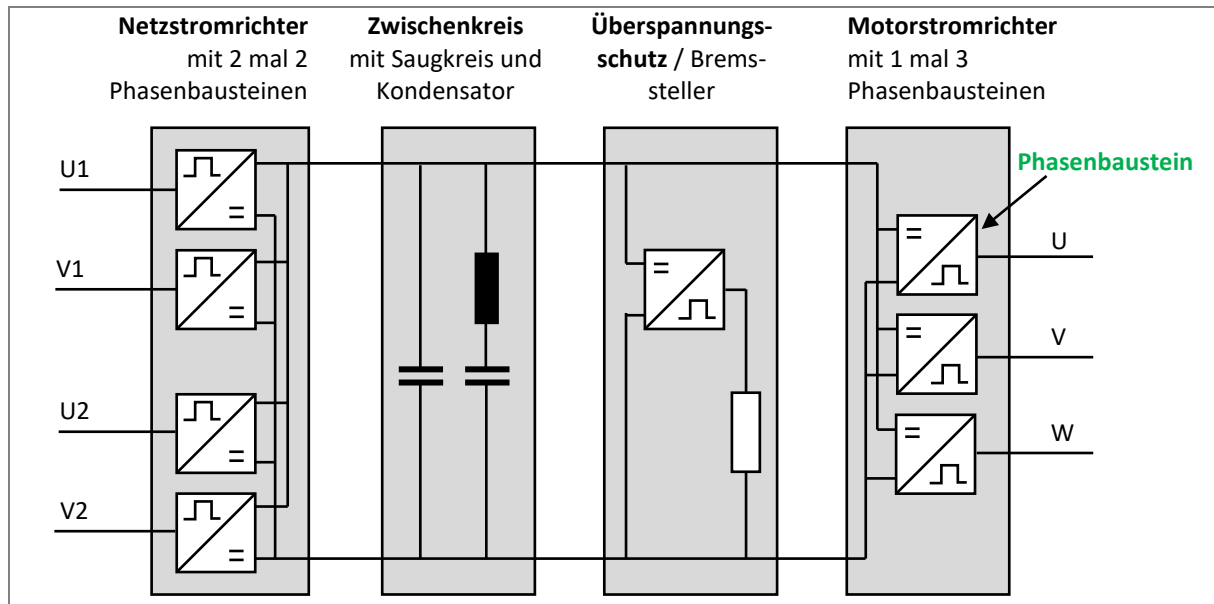 Netzstromrichter
mit 2 mal 2
Phasenbausteinen
Zwischenkreis
mit Saugkreis und
Kondensator
Überspannungs-
schutz / Brems-
steller
Motorstromrichter
mit 1 mal 3
Phasenbausteinen
Phasenbaustein
U1
V1
U2
V2
U
V
W